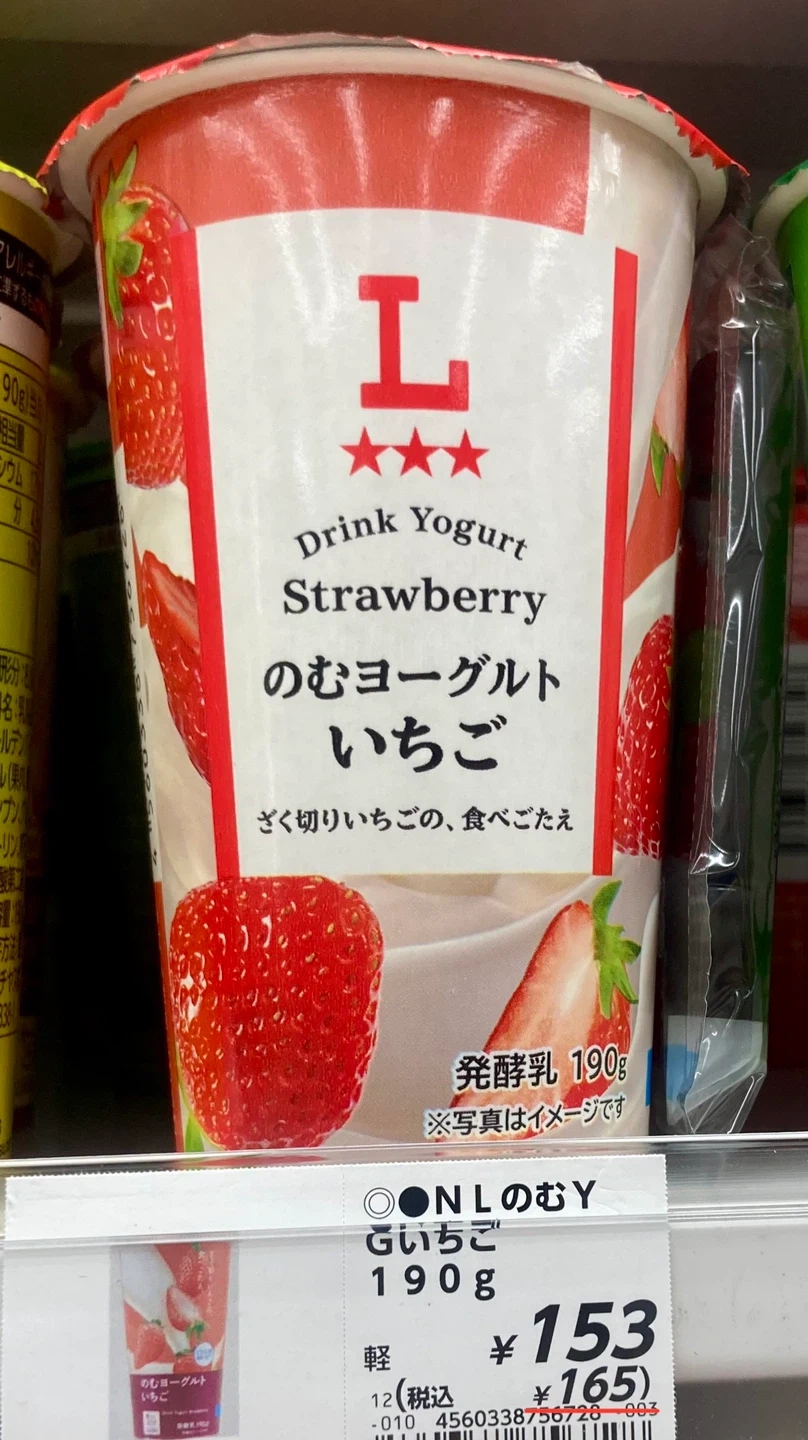 L
★★★
Drink Yogurt
Strawberry
のむヨーグルト
いちご
ざく切りいちごの、食べごたえ
発酵乳 190g
※写真はイメージです
◎●NLのむY
Gいちご
190g
軽 ¥153
12(税込 ¥165)
-010 4560338756728 -003
のむヨーグルト
いちご